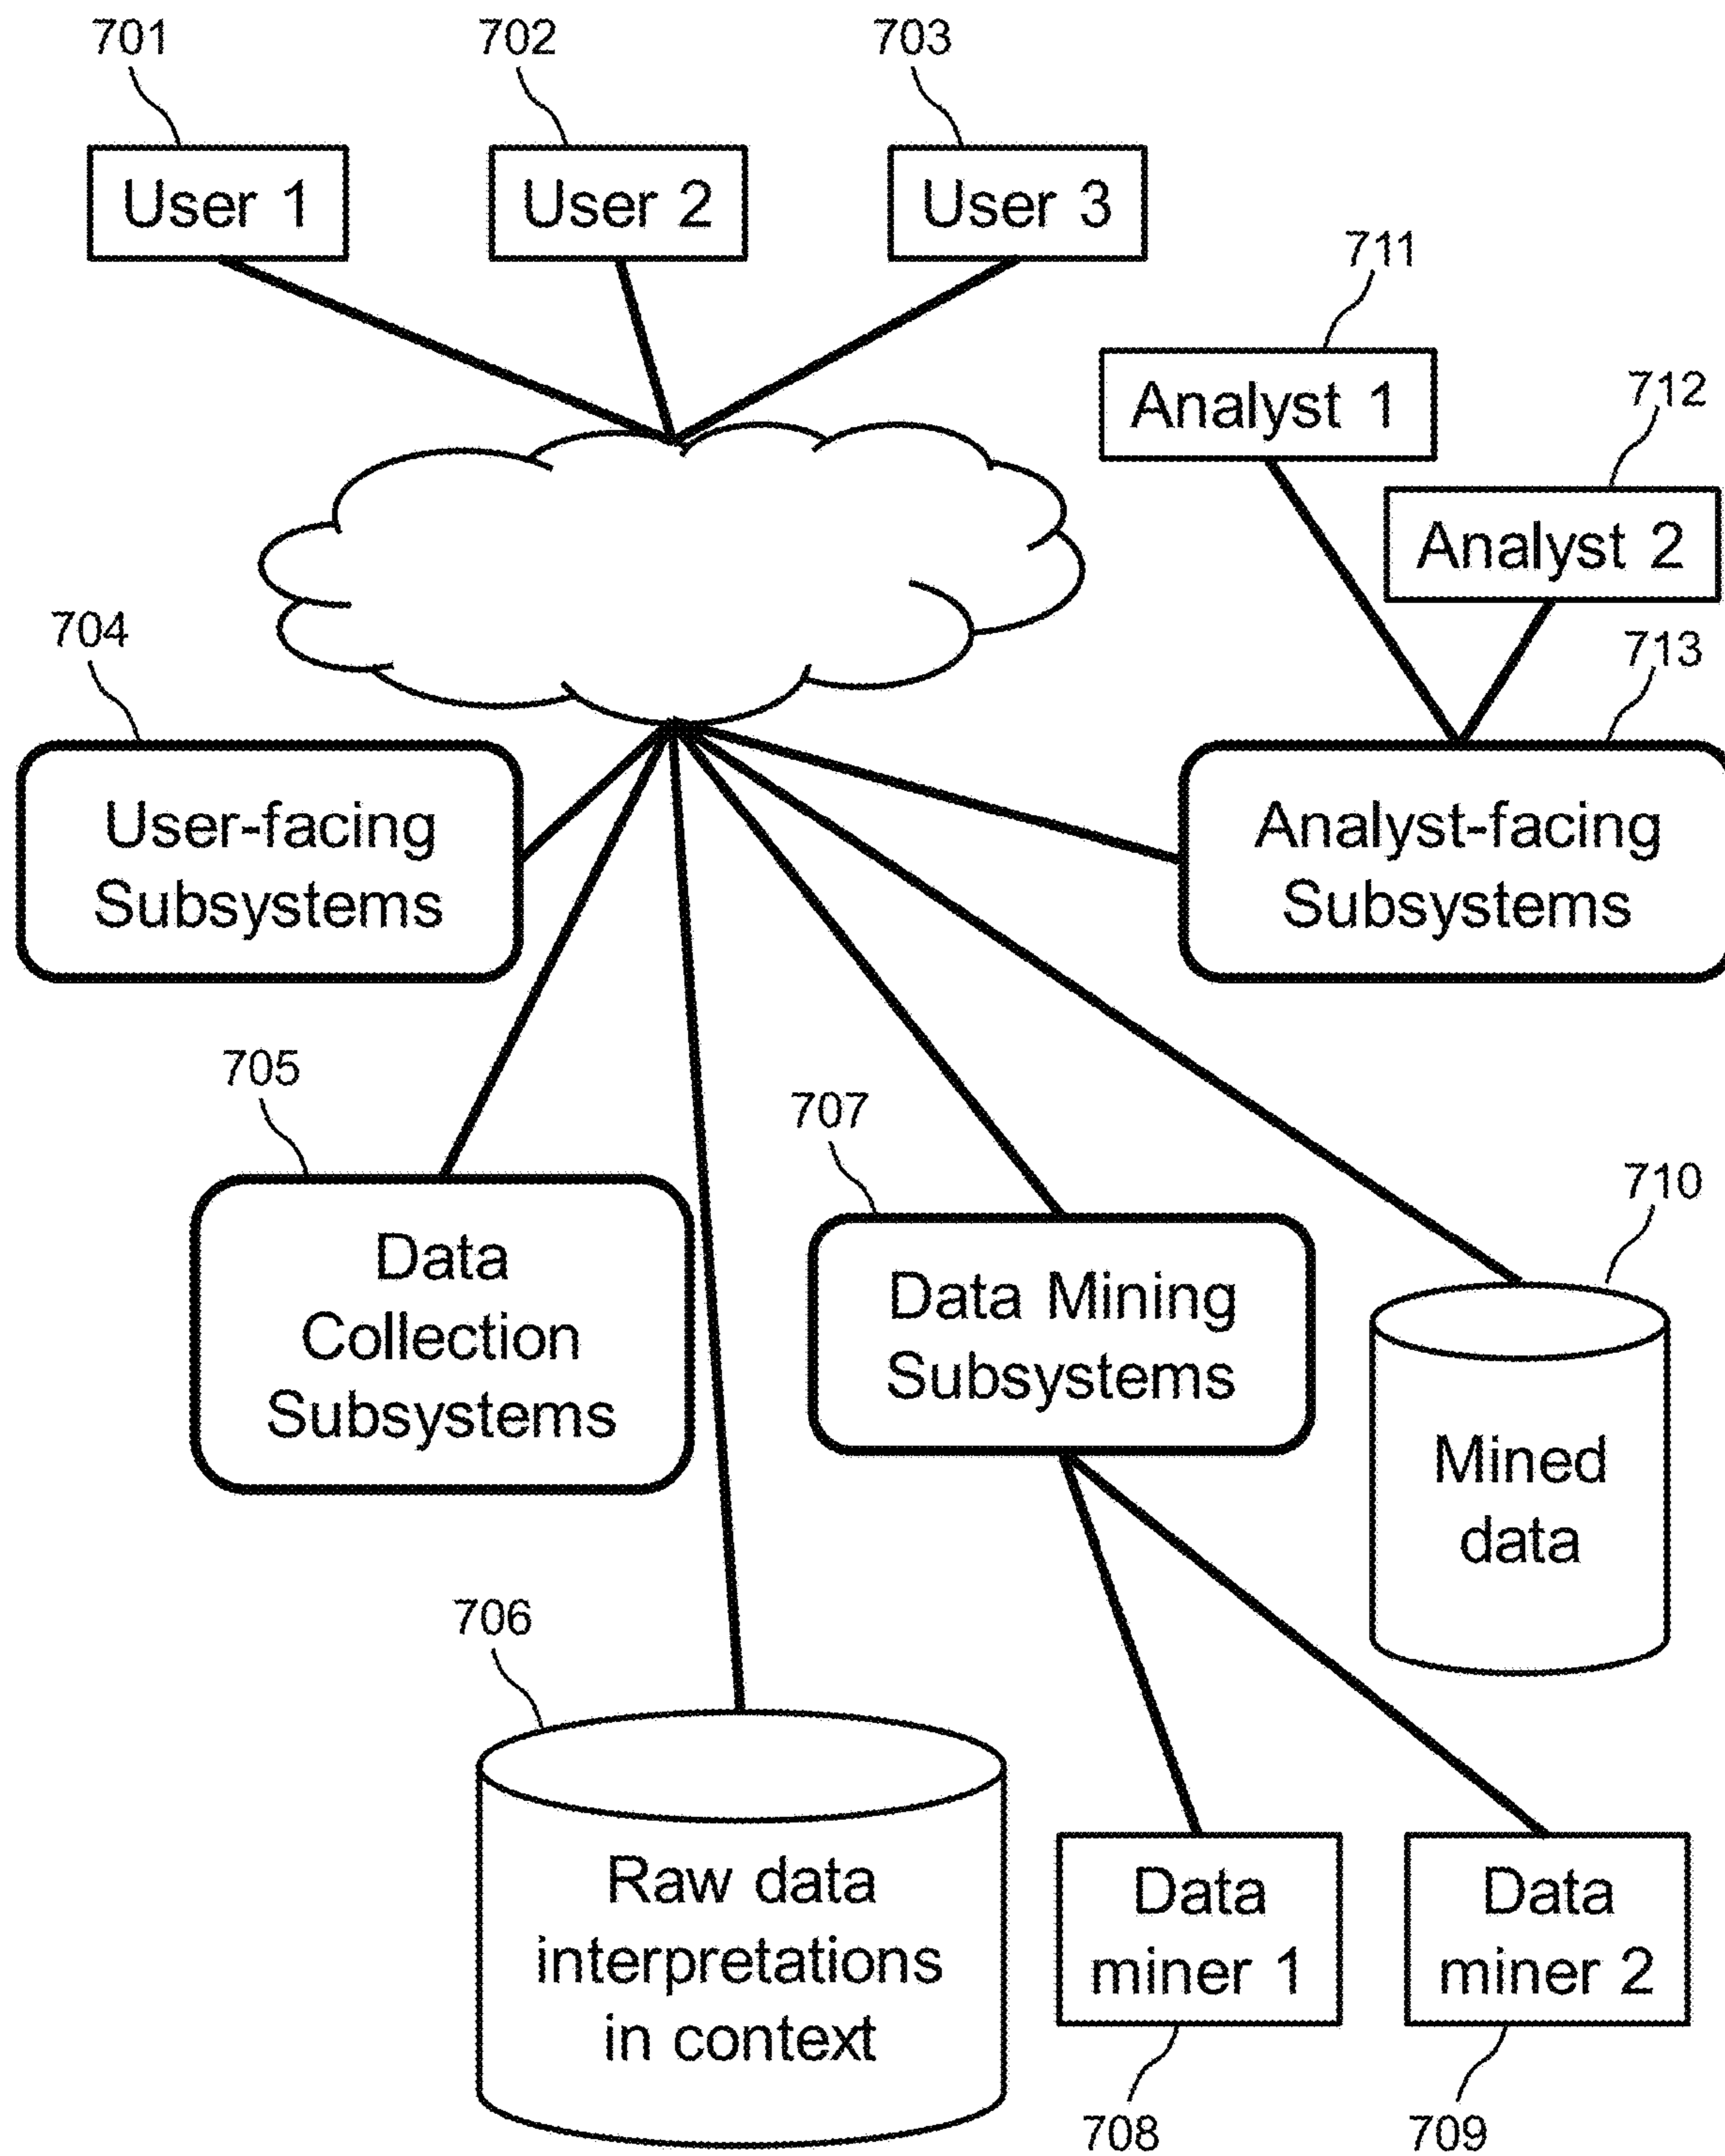 701
702
703
User 1
User 2
User 3
711
Analyst 1
712
Analyst 2
704
713
User-facing
Subsystems
Analyst-facing
Subsystems
705
707
710
Data
Collection
Subsystems
Data Mining
Subsystems
Mined
data
706
Raw data
interpretations
in context
Data
miner 1
Data
miner 2
708
709